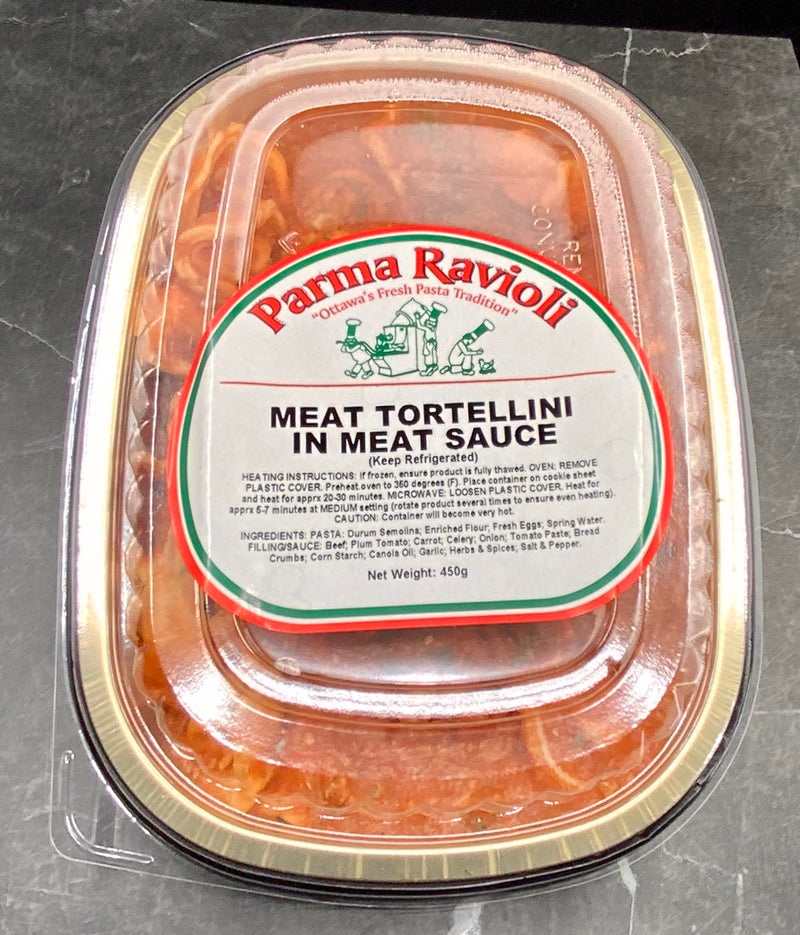 Parma Ravioli
"Ottawa's Fresh Pasta Tradition"
MEAT TORTELLINI
IN MEAT SAUCE
(Keep Refrigerated)
HEATING INSTRUCTIONS: If frozen, ensure product is fully thawed. OVEN: REMOVE
PLASTIC COVER. Preheat oven to 350 degrees (F). Place container on cookie sheet
and heat for apprx 20-30 minutes. MICROWAVE: LOOSEN PLASTIC COVER. Heat for
apprx 5-7 minutes at MEDIUM setting (rotate product several times to ensure even heating).
CAUTION: Container will become very hot.
INGREDIENTS: PASTA: Durum Semolina; Enriched Flour; Fresh Eggs; Spring Water.
FILLING/SAUCE: Beef; Plum Tomato; Carrot; Celery; Onion; Tomato Paste; Bread
Crumbs; Corn Starch; Canola Oil; Garlic; Herbs & Spices; Salt & Pepper.
Net Weight: 450g